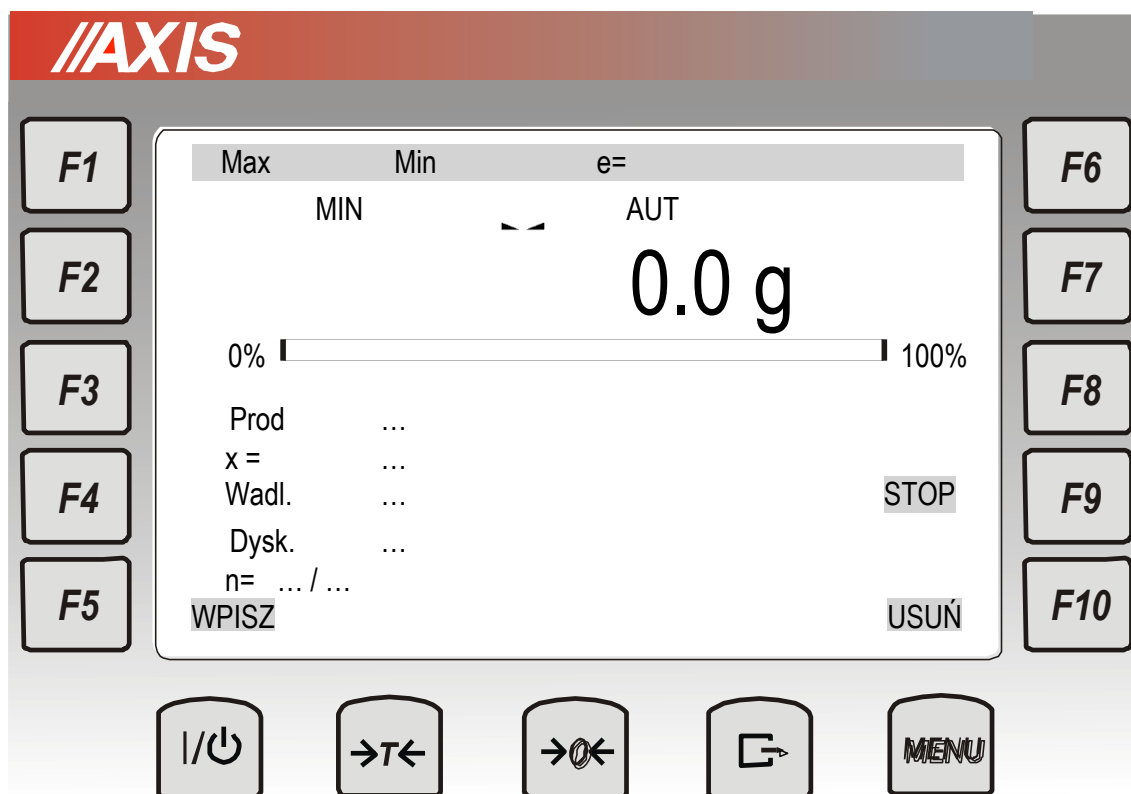 AXIS
F1
F6
Max Min e=
MIN AUT
F2
F7
0.0 g
0% 100%
F3
F8
Prod …
x = …
F4
Wadl. …
STOP
F9
Dysk. …
n= … / …
F5
WPISZ
USUŃ
F10
I/⏻
→T←
→0←
MENU